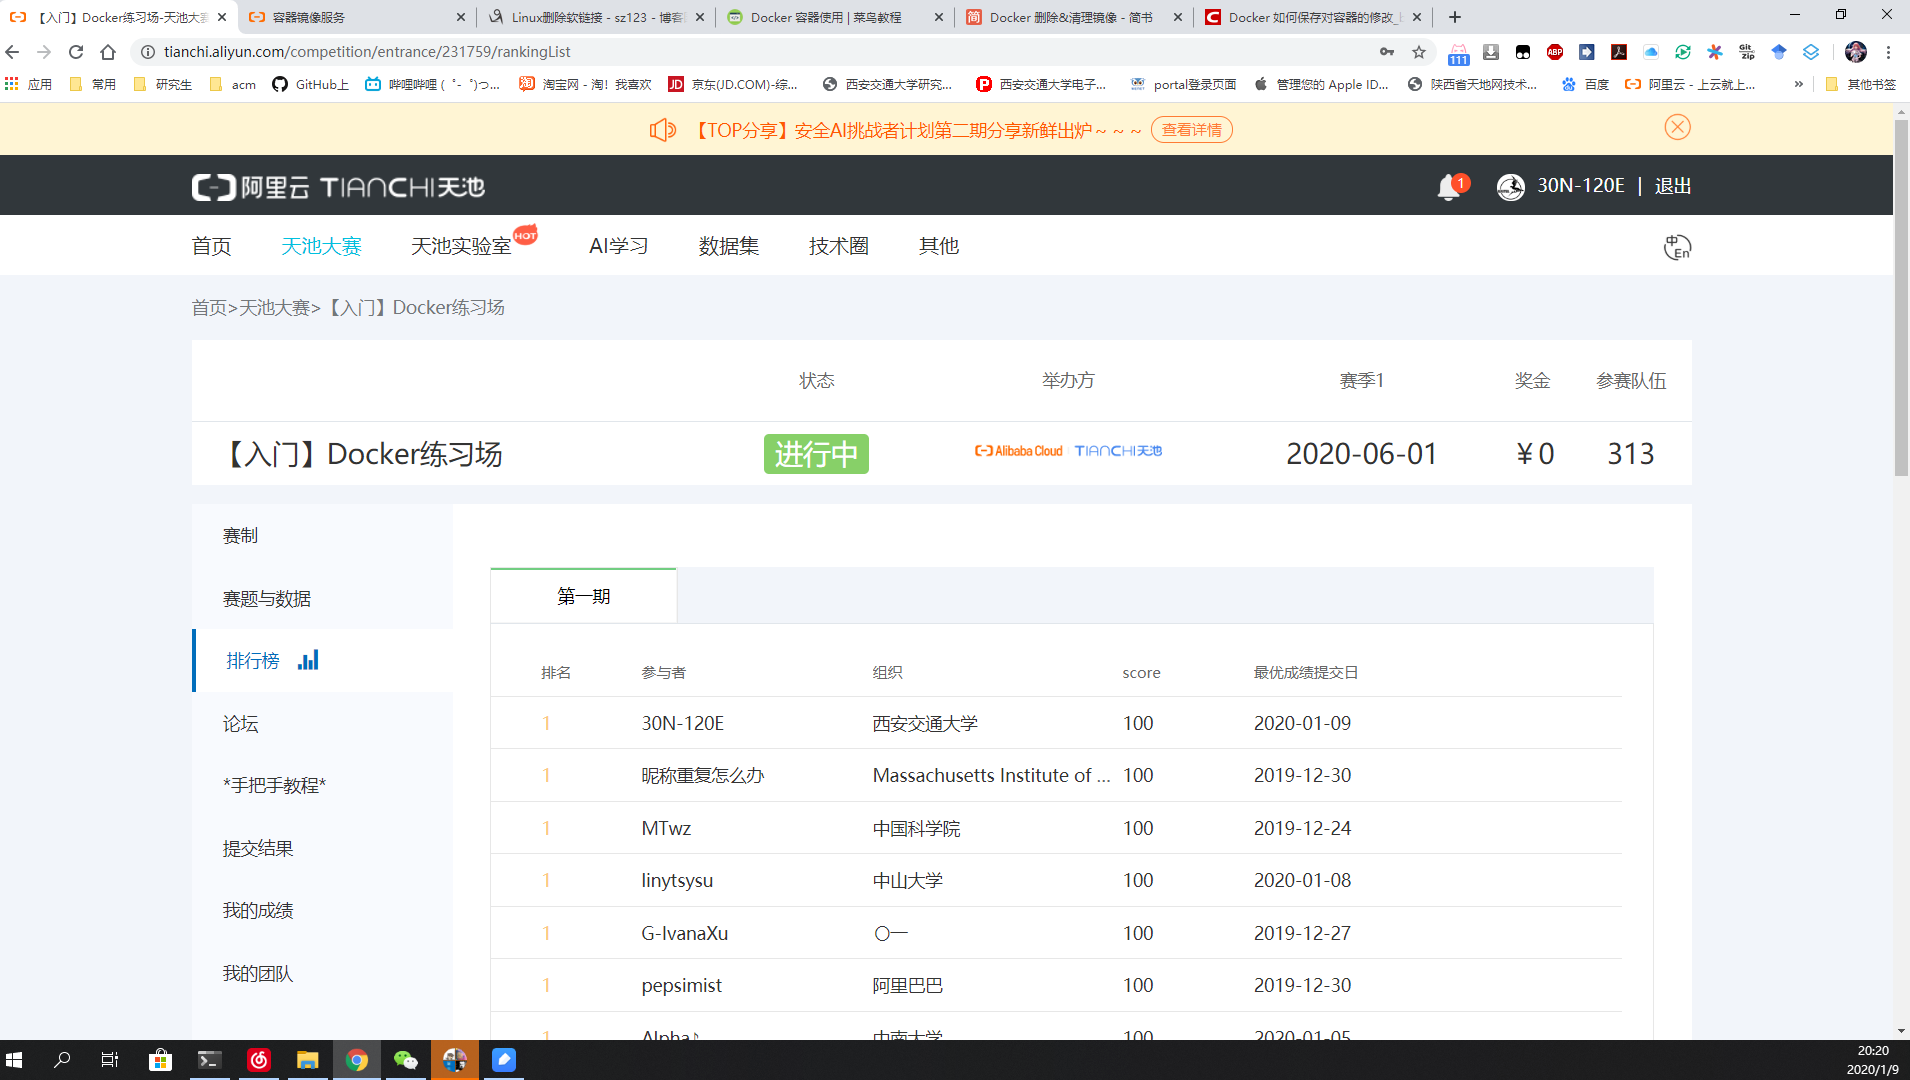 【入门】Docker练习场-天池大赛
容器镜像服务
Linux删除软链接 - sz123 - 博客
Docker 容器使用 | 菜鸟教程
Docker 删除&清理镜像 - 简书
Docker 如何保存对容器的修改_
tianchi.aliyun.com/competition/entrance/231759/rankingList
111
ABP
Git zip
应用
常用
研究生
acm
GitHub上
哔哩哔哩 ( ゜- ゜)つ...
淘 淘宝网 - 淘！我喜欢
JD 京东(JD.COM)-综...
西安交通大学研究...
西安交通大学电子...
portal登录页面
管理您的 Apple ID...
陕西省天地网技术...
百度
阿里云 - 上云就上...
»
其他书签
【TOP分享】安全AI挑战者计划第二期分享新鲜出炉~ ~ ~
查看详情
阿里云 TIANCHI天池
1
30N-120E | 退出
首页
天池大赛
天池实验室
HOT
AI学习
数据集
技术圈
其他
中 En
首页>天池大赛>【入门】Docker练习场
状态
举办方
赛季1
奖金
参赛队伍
【入门】Docker练习场
进行中
Alibaba Cloud TIANCHI天池
2020-06-01
￥0
313
赛制
赛题与数据
排行榜
论坛
*手把手教程*
提交结果
我的成绩
我的团队
第一期
排名 参与者 组织 score 最优成绩提交日
1 30N-120E 西安交通大学 100 2020-01-09
1 昵称重复怎么办 Massachusetts Institute of ... 100 2019-12-30
1 MTwz 中国科学院 100 2019-12-24
1 linytsysu 中山大学 100 2020-01-08
1 G-IvanaXu 〇一 100 2019-12-27
1 pepsimist 阿里巴巴 100 2019-12-30
1 Alpha♪ 中南大学 100 2020-01-05
20:20
2020/1/9